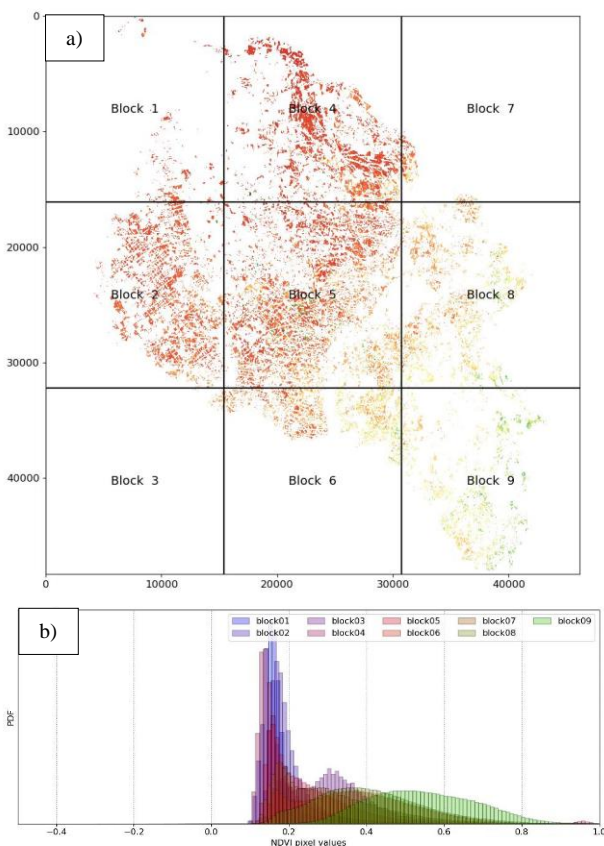 a)
0
10000
20000
30000
40000
Block 1
Block 4
Block 7
Block 2
Block 5
Block 8
Block 3
Block 6
Block 9
0 10000 20000 30000 40000
b)
block01 block03 block05 block07 block09
block02 block04 block06 block08
PDF
−0.4 −0.2 0.0 0.2 0.4 0.6 0.8 1.0
NDVI pixel values